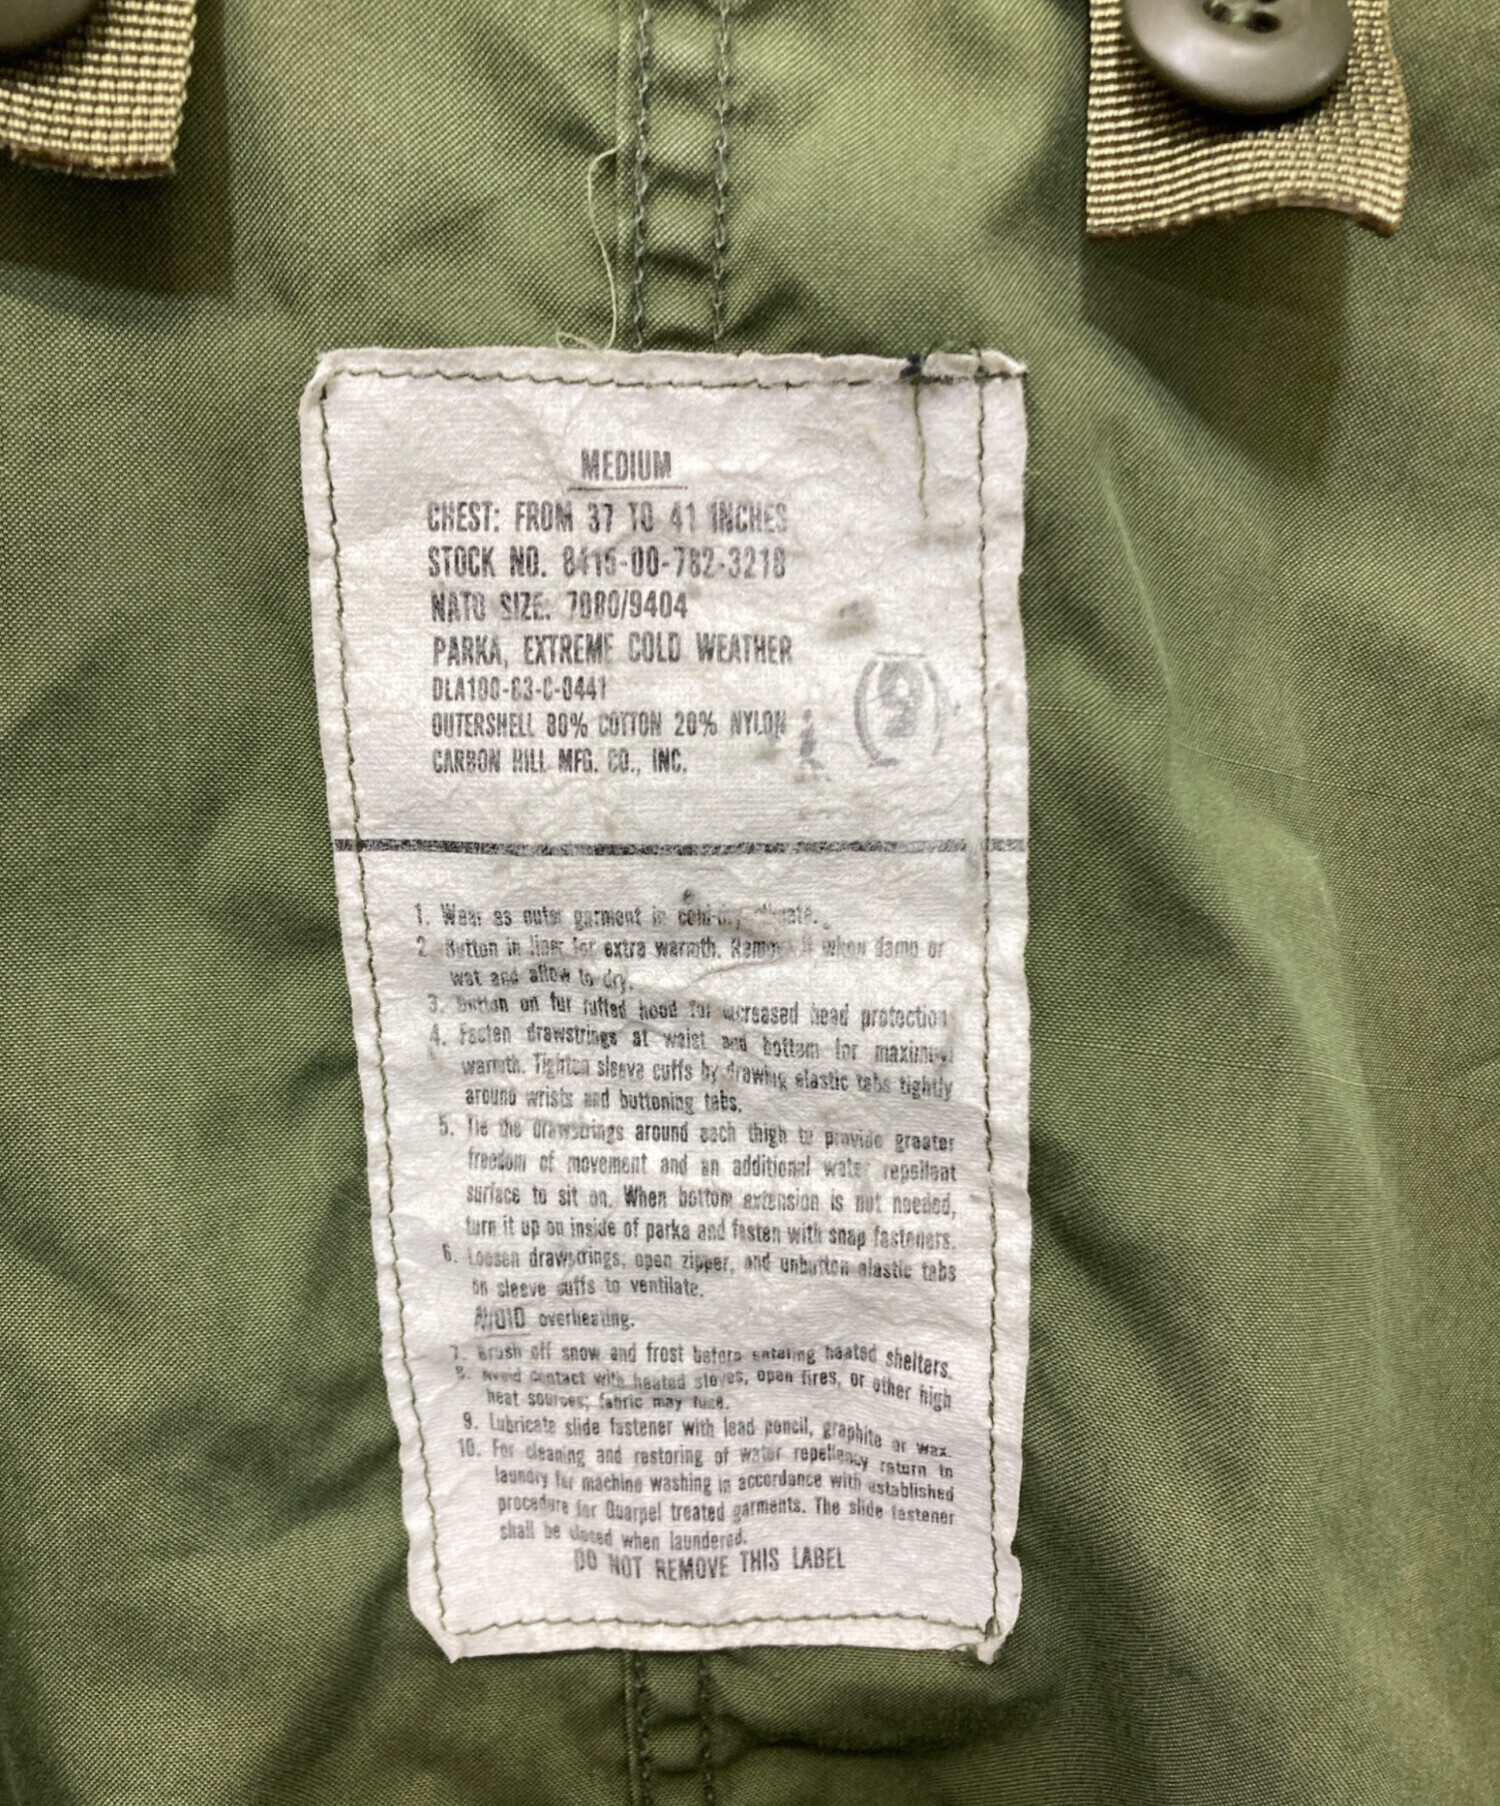 MEDIUM
CHEST: FROM 37 TO 41 INCHES
STOCK NO. 8415-00-782-3218
NATO SIZE: 7080/9404
PARKA, EXTREME COLD WEATHER
DLA100-83-C-0441
OUTERSHELL 80% COTTON 20% NYLON
CARBON HILL MFG. CO., INC.
1. Wear as outer garment in cold-dry climate.
2 Button in liner for extra warmth. Remove it when damp or
wet and allow to dry.
3. Button on fur ruffed hood for increased head protection
4. Fasten drawstrings at waist and bottom for maximum
warmth. Tighten sleeve cuffs by drawing elastic tabs tightly
around wrists and buttoning tabs.
5. Tie the drawstrings around each thigh to provide greater
freedom of movement and an additional water repellent
surface to sit on. When bottom extension is not needed,
turn it up on inside of parka and fasten with snap fasteners.
6. Loosen drawstrings, open zipper, and unbutton elastic tabs
on sleeve cuffs to ventilate.
AVOID overheating.
7. Brush off snow and frost before entering heated shelters.
8. Avoid contact with heated stoves, open fires, or other high
heat sources; fabric may fuse.
9. Lubricate slide fastener with lead pencil, graphite or wax.
10. For cleaning and restoring of water repellency return to
laundry for machine washing in accordance with established
procedure for Quarpel treated garments. The slide fastener
shall be closed when laundered.
DO NOT REMOVE THIS LABEL